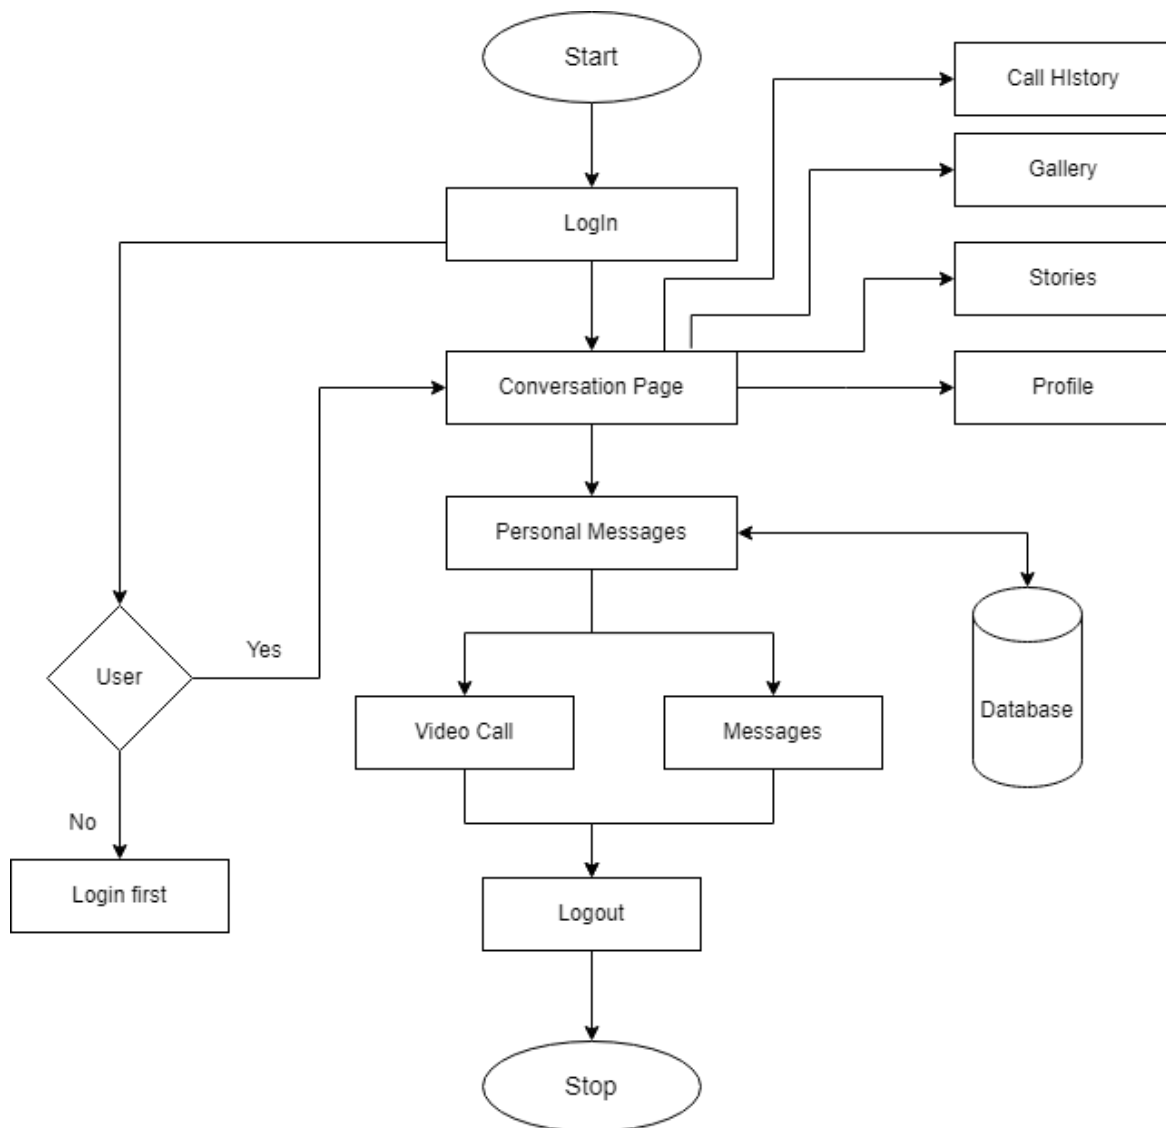 Start
Call HIstory
Gallery
LogIn
Stories
Conversation Page
Profile
Personal Messages
Yes
User
Video Call
Messages
Database
No
Login first
Logout
Stop